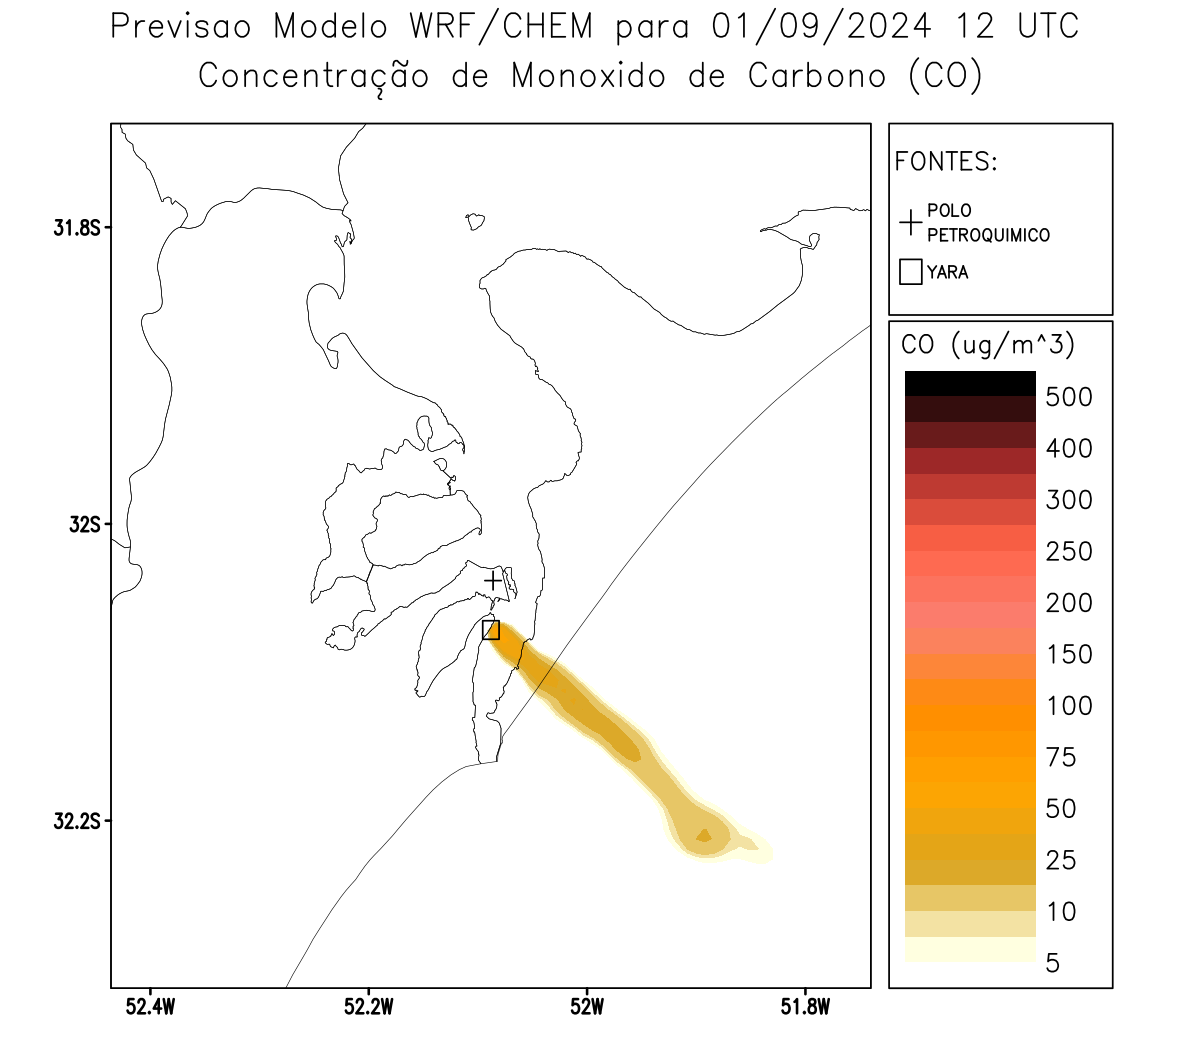 Previsao Modelo WRF/CHEM para 01/09/2024 12 UTC
Concentração de Monoxido de Carbono (CO)
FONTES:
POLO
PETROQUIMICO
YARA
CO (ug/m^3)
500
400
300
250
200
150
100
75
50
25
10
5
31.8S
32S
32.2S
52.4W
52.2W
52W
51.8W